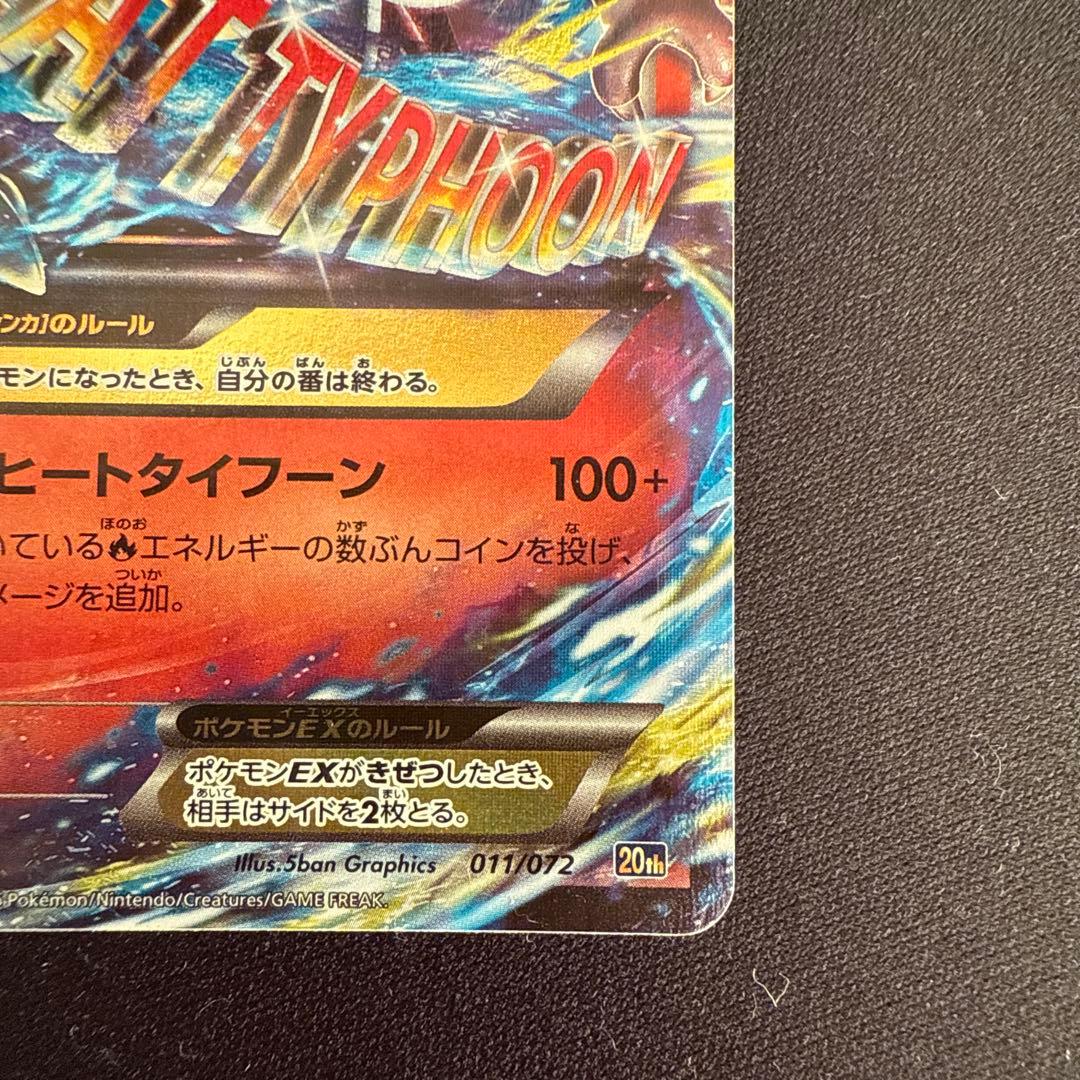 AT TYPHOON
ンカ]のルール
モンになったとき、自分の番は終わる。
ヒートタイフーン 100+
いている🔥エネルギーの数ぶんコインを投げ、
メージを追加。
ポケモンEXのルール
ポケモンEXがきぜつしたとき、
相手はサイドを2枚とる。
Illus.5ban Graphics 011/072 20th
Pokémon/Nintendo/Creatures/GAME FREAK.